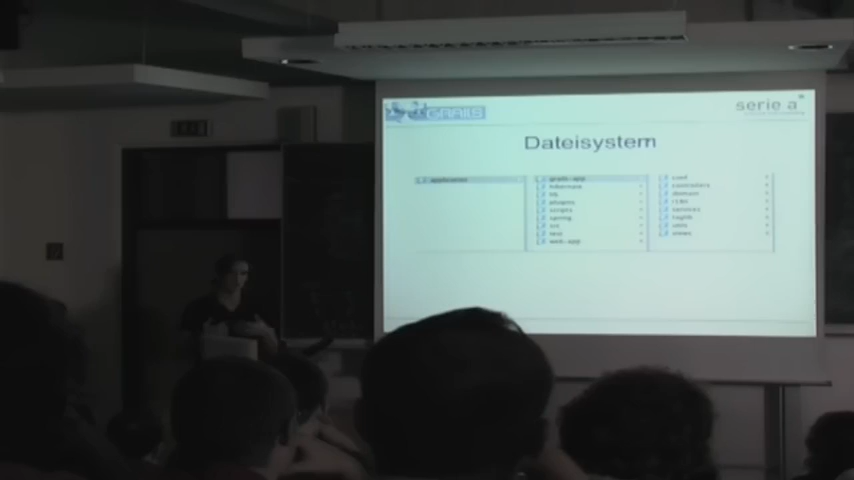 GRAILS
serie a
Dateisystem
application
grails-app
hibernate
lib
plugins
scripts
spring
src
test
web-app
conf
controllers
domain
i18n
services
taglib
utils
views